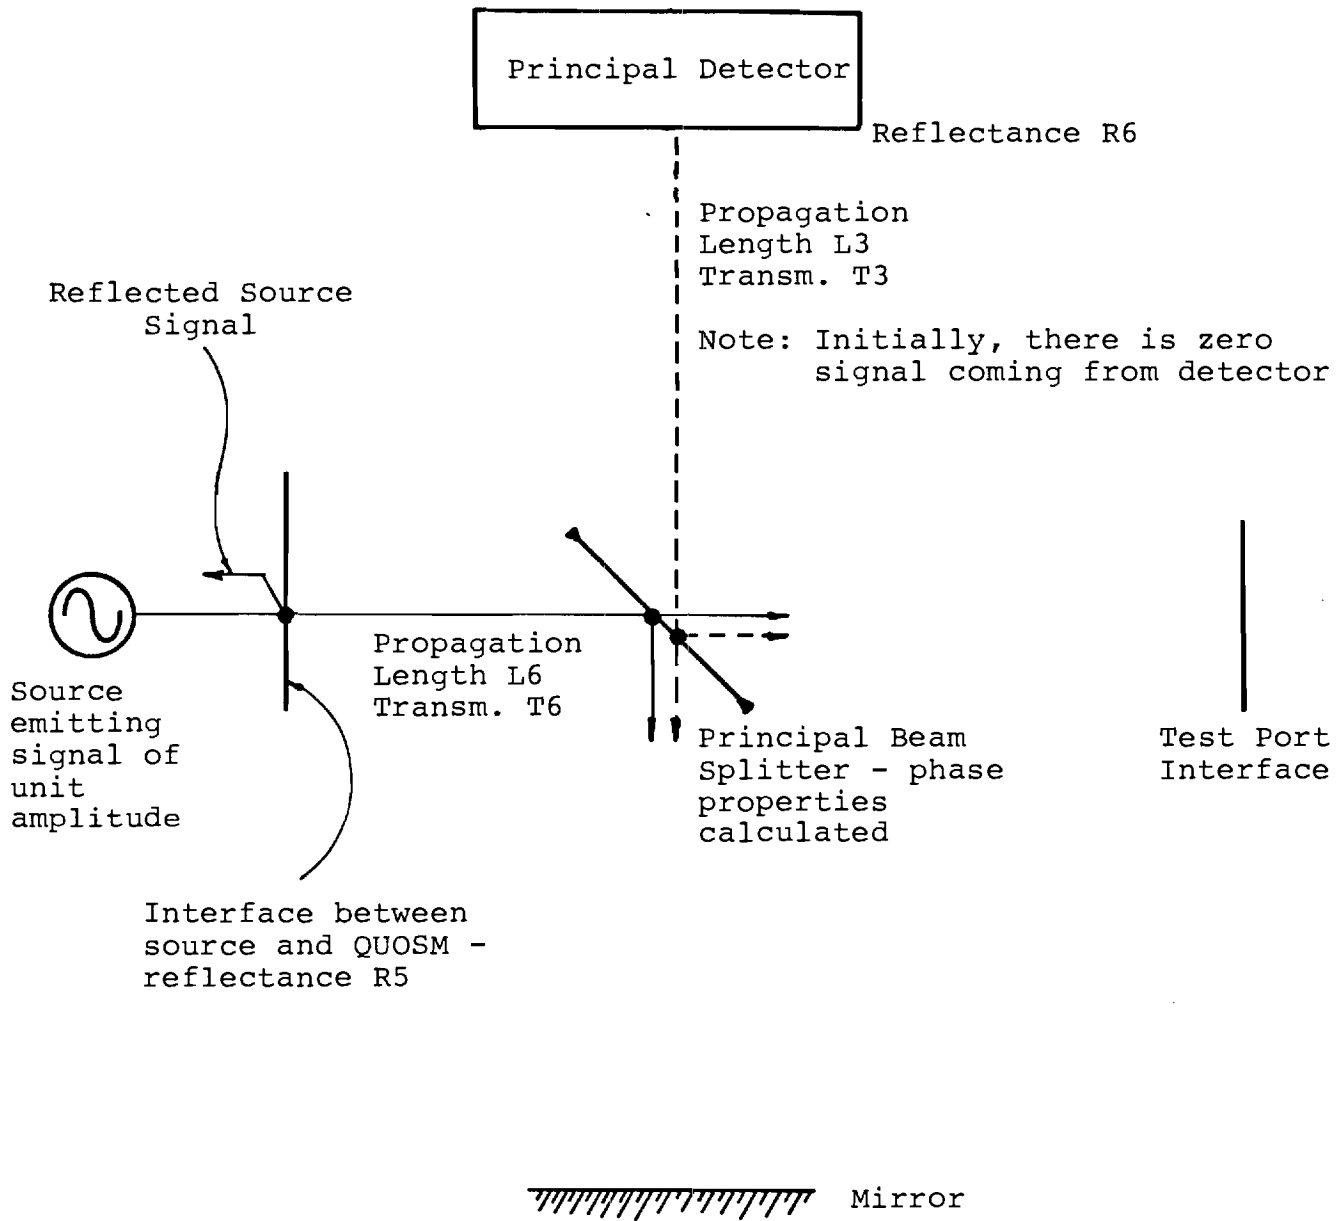 Principal Detector
Reflectance R6
Propagation
Length L3
Transm. T3
Reflected Source
Signal
Note: Initially, there is zero
signal coming from detector
Propagation
Length L6
Transm. T6
Source
emitting
signal of
unit
amplitude
Principal Beam
Splitter - phase
properties
calculated
Test Port
Interface
Interface between
source and QUOSM -
reflectance R5
Mirror